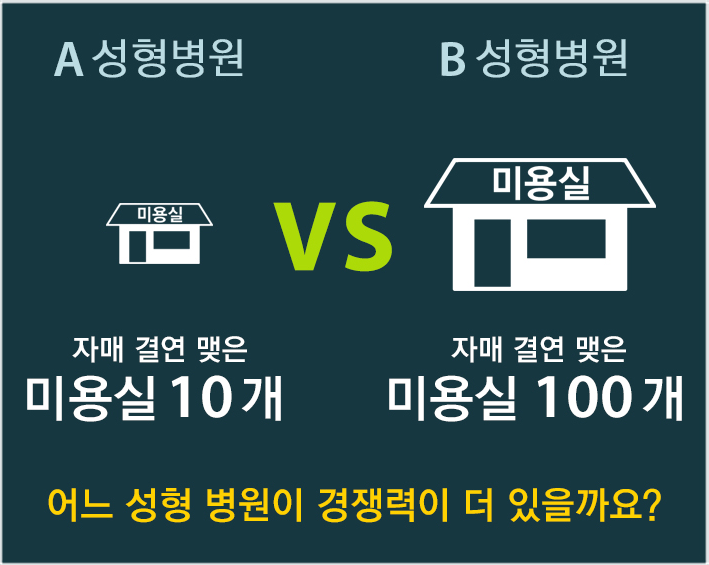 A 성형병원
B 성형병원
미용실
VS
미용실
자매 결연 맺은
미용실 10 개
자매 결연 맺은
미용실 100 개
어느 성형 병원이 경쟁력이 더 있을까요?